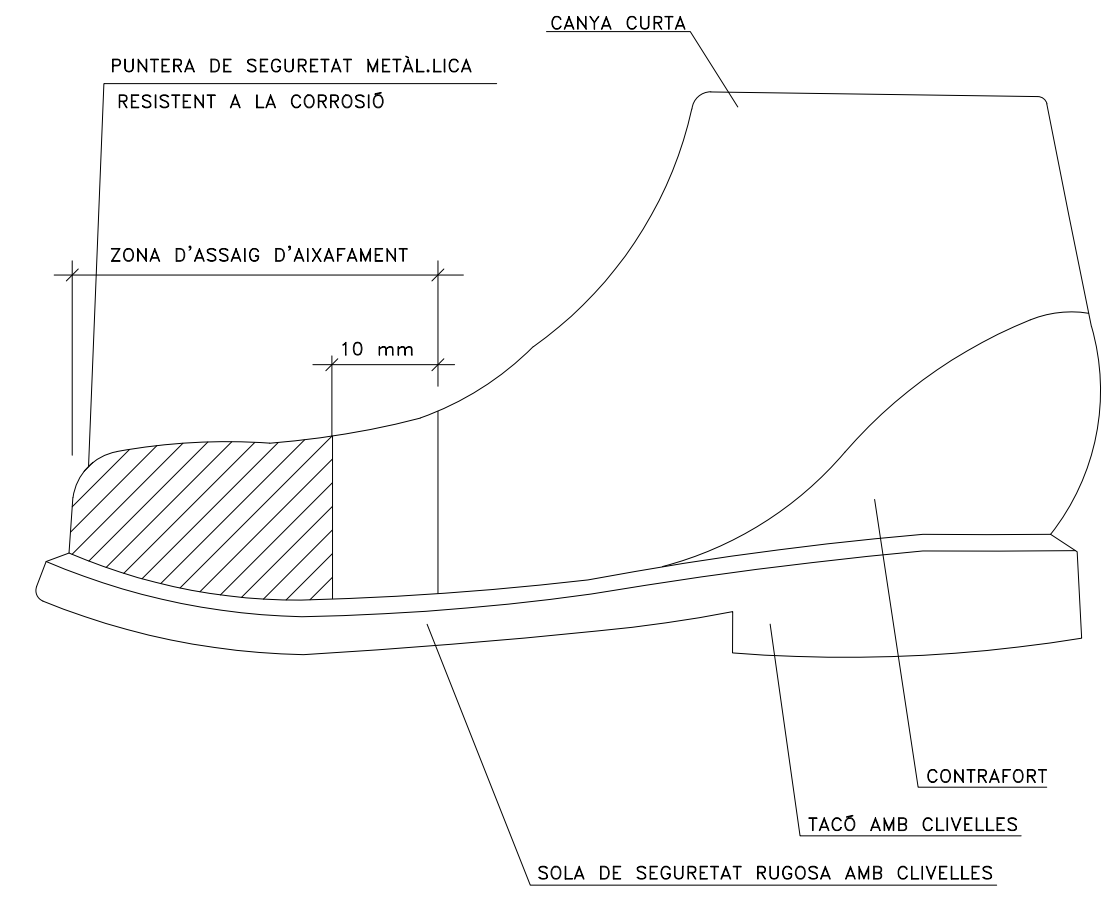 CANYA CURTA
PUNTERA DE SEGURETAT METÀL.LICA
RESISTENT A LA CORROSIÓ
ZONA D'ASSAIG D'AIXAFAMENT
10 mm
CONTRAFORT
TACÓ AMB CLIVELLES
SOLA DE SEGURETAT RUGOSA AMB CLIVELLES